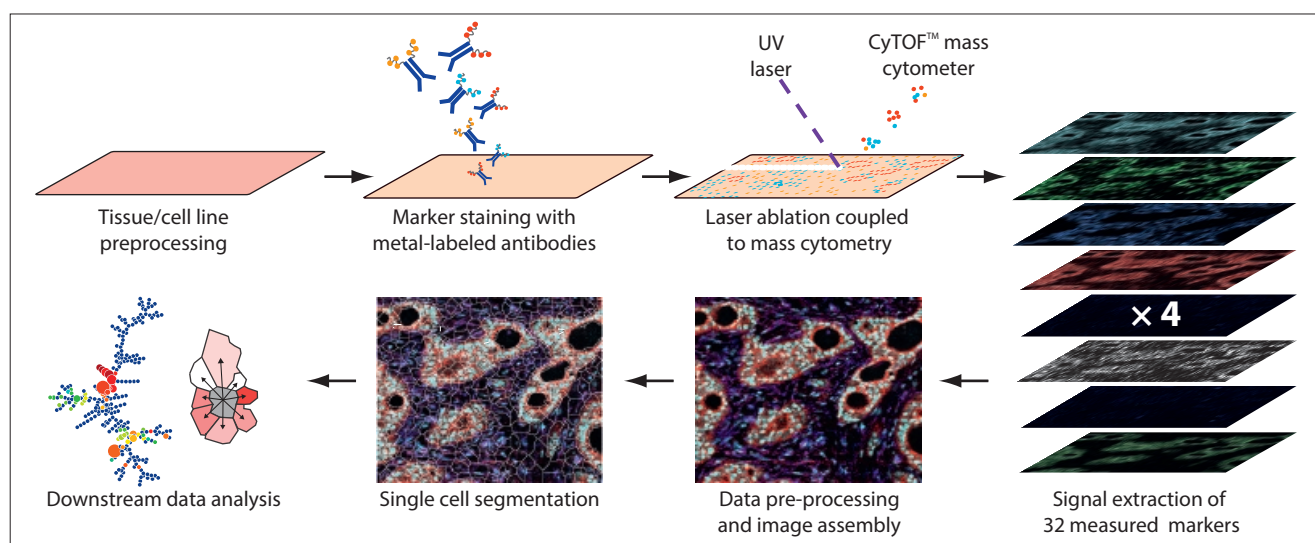 UV
laser
CyTOF™ mass
cytometer
Tissue/cell line
preprocessing
Marker staining with
metal-labeled antibodies
Laser ablation coupled
to mass cytometry
× 4
Downstream data analysis
Single cell segmentation
Data pre-processing
and image assembly
Signal extraction of
32 measured markers